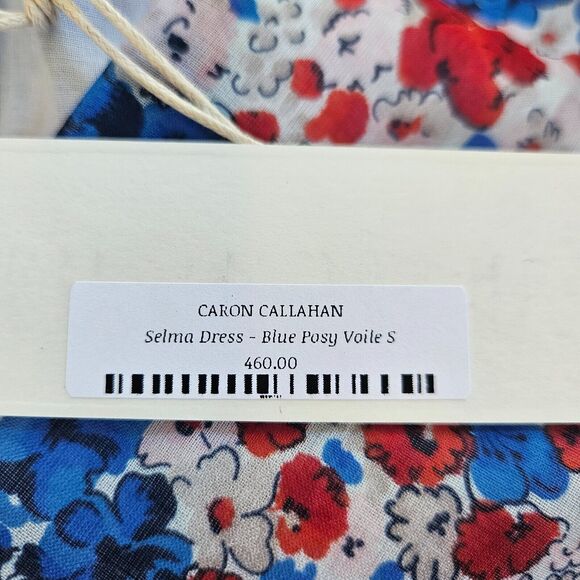 CARON CALLAHAN
Selma Dress - Blue Posy Voile S
460.00